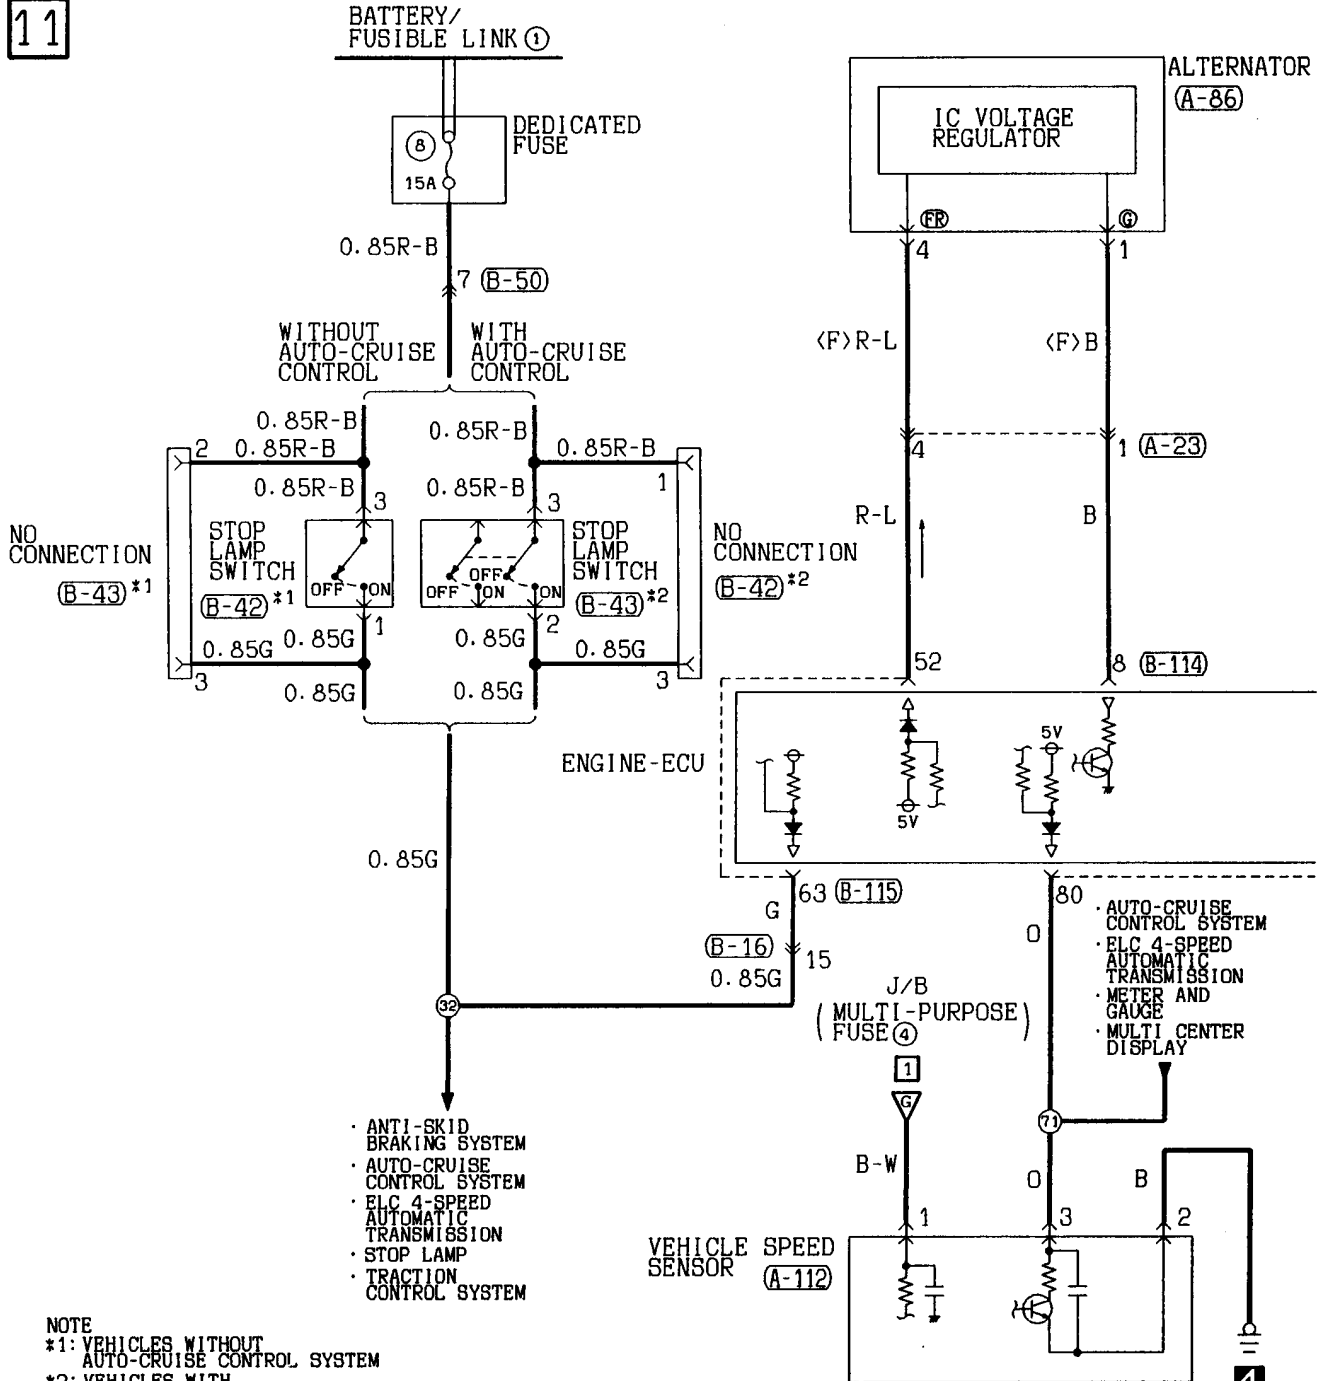 11
BATTERY/
FUSIBLE LINK ①
DEDICATED
FUSE
8
15A
0.85R-B
7 B-50
WITHOUT
AUTO-CRUISE
CONTROL
WITH
AUTO-CRUISE
CONTROL
ALTERNATOR
A-86
IC VOLTAGE
REGULATOR
FR
G
4
1
<F>R-L
<F>B
4
1 A-23
R-L
B
52
8 B-114
0.85R-B
0.85R-B
2 0.85R-B
0.85R-B
1
0.85R-B
3
0.85R-B
3
NO
CONNECTION
B-43 *1
STOP
LAMP
SWITCH
B-42 *1
OFF
ON
OFF
OFF
ON
ON
STOP
LAMP
SWITCH
B-43 *2
NO
CONNECTION
B-42 *2
1
0.85G
2
0.85G
0.85G
3
0.85G
3
0.85G
0.85G
ENGINE-ECU
5V
5V
0.85G
63 B-115
G
B-16
15
0.85G
32
80
O
· AUTO-CRUISE
CONTROL SYSTEM
· ELC 4-SPEED
AUTOMATIC
TRANSMISSION
· METER AND
GAUGE
· MULTI CENTER
DISPLAY
J/B
(MULTI-PURPOSE
FUSE ④)
1
G
71
B-W
O
B
1
3
2
· ANTI-SKID
BRAKING SYSTEM
· AUTO-CRUISE
CONTROL SYSTEM
· ELC 4-SPEED
AUTOMATIC
TRANSMISSION
· STOP LAMP
· TRACTION
CONTROL SYSTEM
VEHICLE SPEED
SENSOR
A-112
4
NOTE
*1: VEHICLES WITHOUT
AUTO-CRUISE CONTROL SYSTEM
*2: VEHICLES WITH